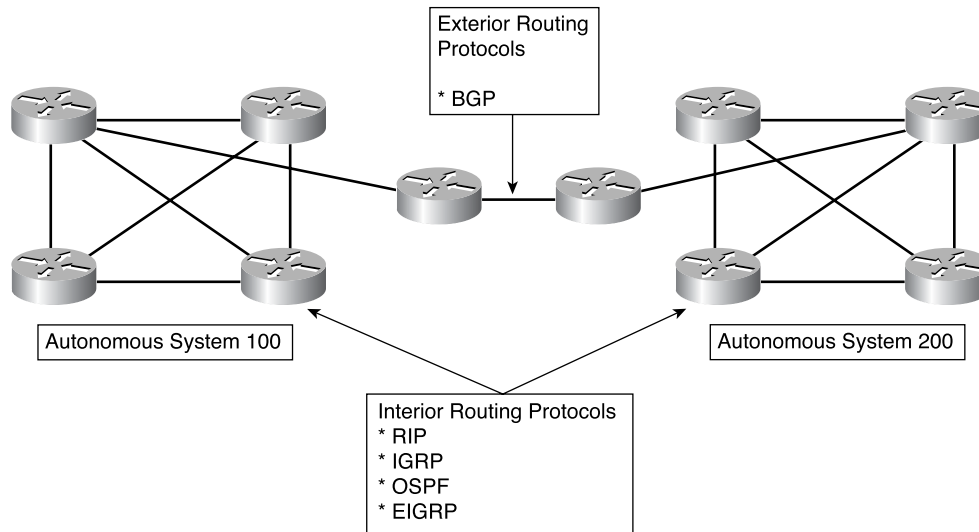 Exterior Routing
Protocols
* BGP
Autonomous System 100
Autonomous System 200
Interior Routing Protocols
* RIP
* IGRP
* OSPF
* EIGRP